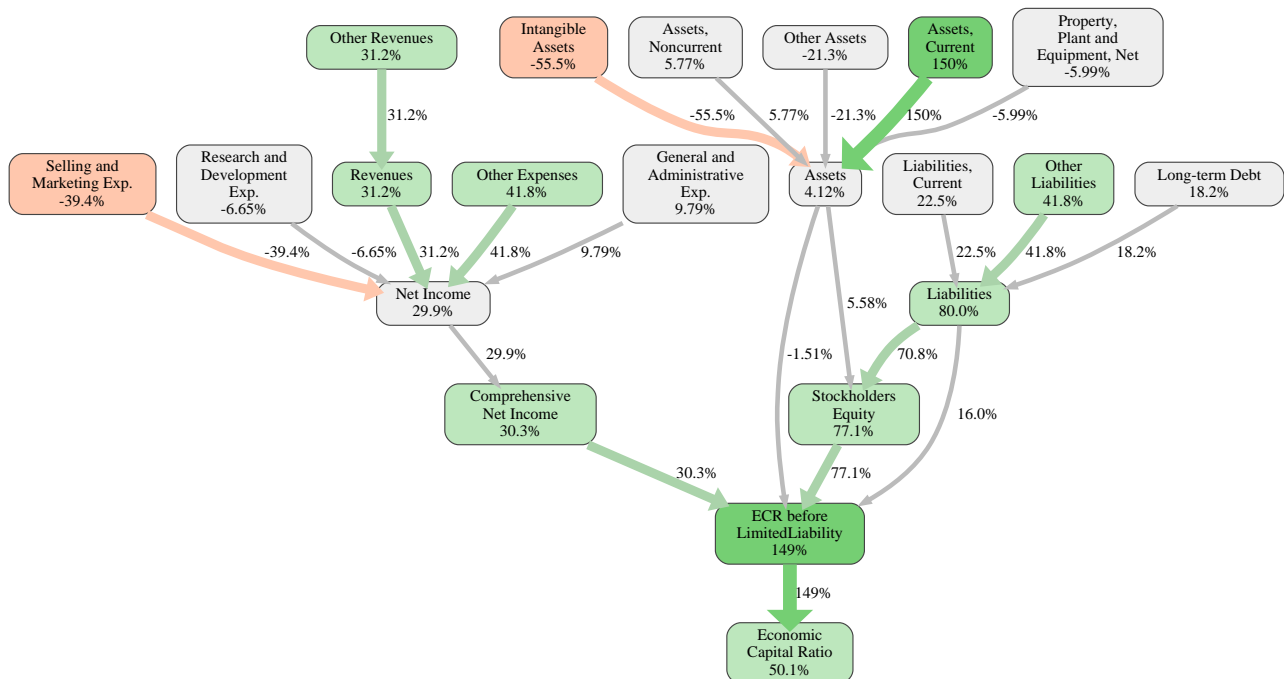 Other Revenues
31.2%
Intangible
Assets
-55.5%
Assets,
Noncurrent
5.77%
Other Assets
-21.3%
Assets,
Current
150%
Property,
Plant and
Equipment, Net
-5.99%
31.2%
-55.5%
5.77%
-21.3%
150%
-5.99%
Selling and
Marketing Exp.
-39.4%
Research and
Development
Exp.
-6.65%
Revenues
31.2%
Other Expenses
41.8%
General and
Administrative
Exp.
9.79%
Assets
4.12%
Liabilities,
Current
22.5%
Other
Liabilities
41.8%
Long-term Debt
18.2%
-39.4%
-6.65%
31.2%
41.8%
9.79%
22.5%
41.8%
18.2%
Net Income
29.9%
Liabilities
80.0%
29.9%
-1.51%
5.58%
70.8%
16.0%
Comprehensive
Net Income
30.3%
Stockholders
Equity
77.1%
30.3%
77.1%
ECR before
LimitedLiability
149%
149%
Economic
Capital Ratio
50.1%